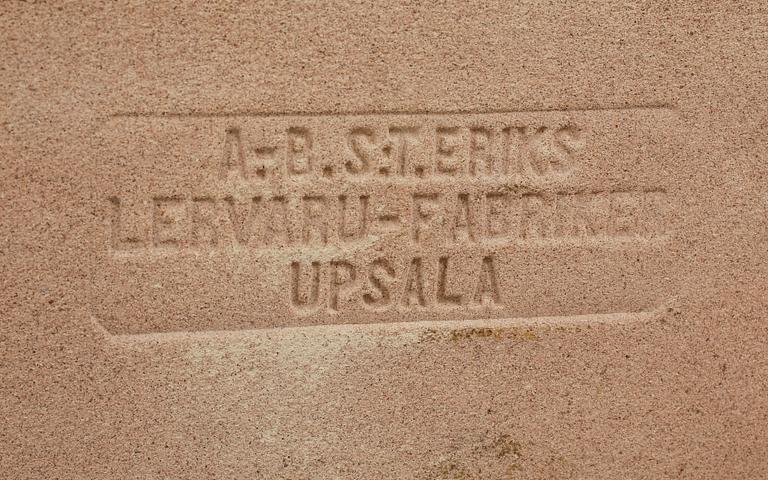 A.-B. S:T. ERIKS
LERVARU-FABRIKER
UPSALA